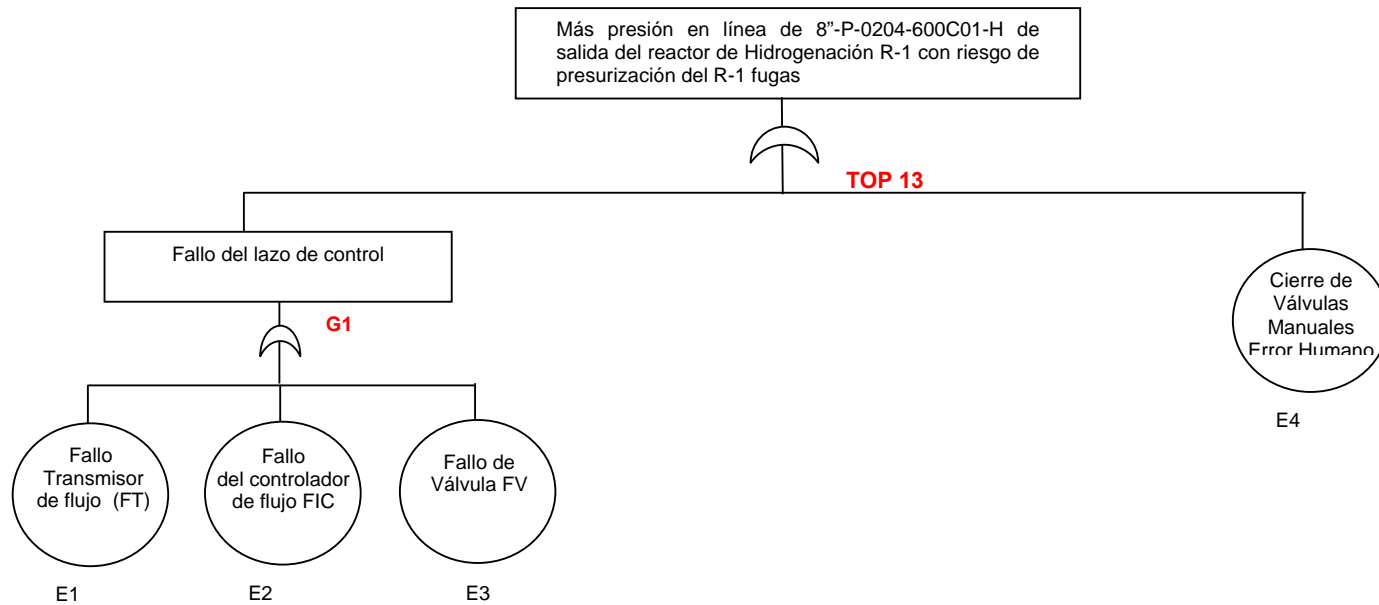 Más presión en línea de 8”-P-0204-600C01-H de
salida del reactor de Hidrogenación R-1 con riesgo de
presurización del R-1 fugas
TOP 13
Fallo del lazo de control
G1
Cierre de
Válvulas
Manuales
Error Humano
E4
Fallo
Transmisor
de flujo (FT)
Fallo
del controlador
de flujo FIC
Fallo de
Válvula FV
E1
E2
E3